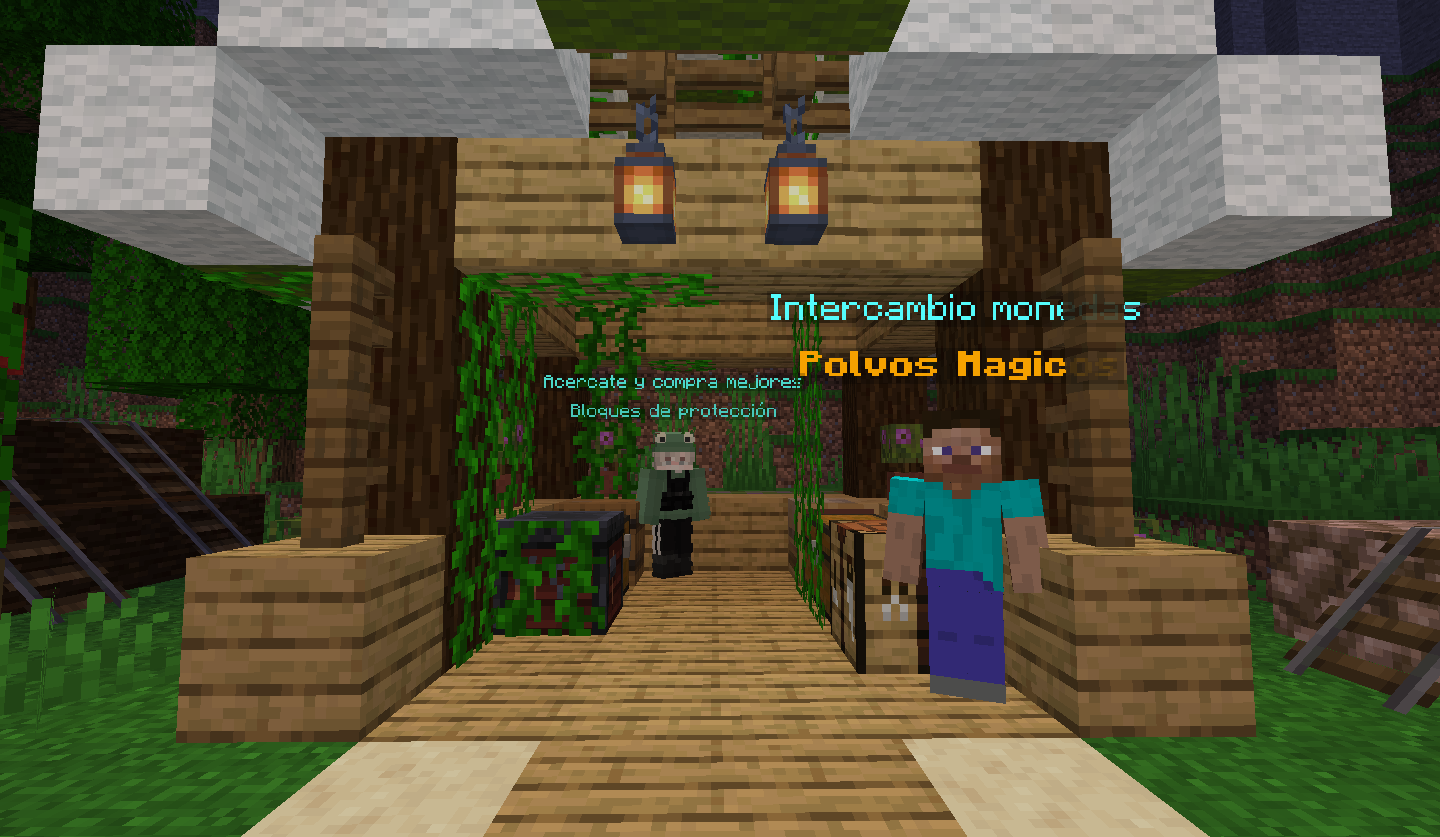 Intercambio monedas
Polvos Magicos
Acercate y compra mejores
Bloques de protección